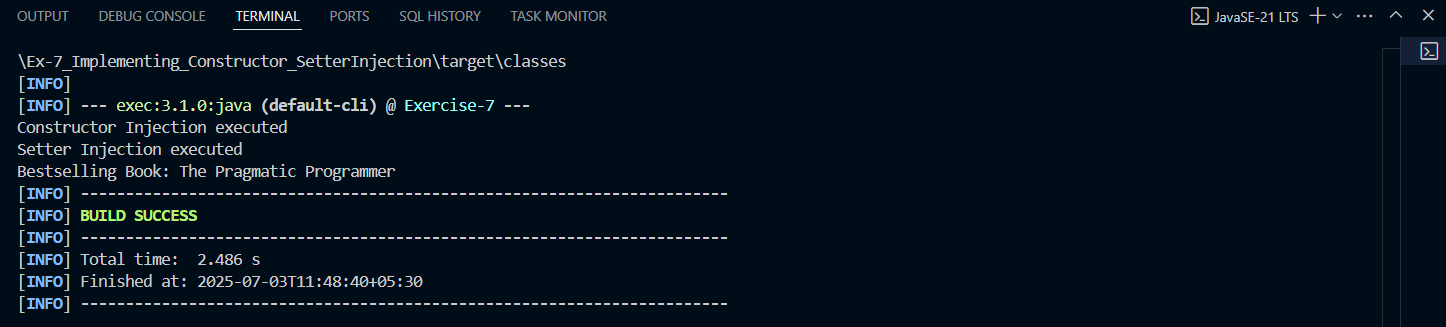 OUTPUT DEBUG CONSOLE TERMINAL PORTS SQL HISTORY TASK MONITOR JavaSE-21 LTS
\Ex-7_Implementing_Constructor_SetterInjection\target\classes
[INFO]
[INFO] --- exec:3.1.0:java (default-cli) @ Exercise-7 ---
Constructor Injection executed
Setter Injection executed
Bestselling Book: The Pragmatic Programmer
[INFO] ------------------------------------------------------------------------
[INFO] BUILD SUCCESS
[INFO] ------------------------------------------------------------------------
[INFO] Total time:  2.486 s
[INFO] Finished at: 2025-07-03T11:48:40+05:30
[INFO] ------------------------------------------------------------------------